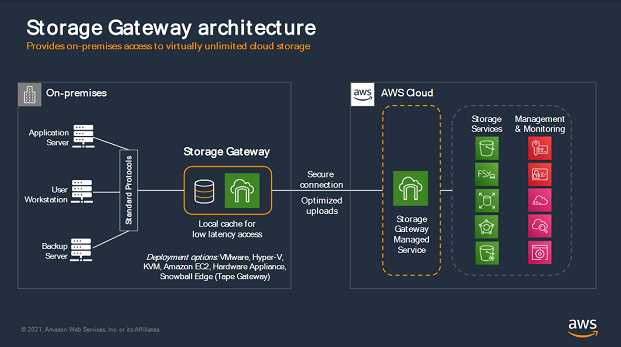 Storage Gateway architecture
Provides on-premises access to virtually unlimited cloud storage
On-premises
aws
AWS Cloud
Application
Server
User
Workstation
Backup
Server
Standard Protocols
Storage Gateway
Local cache for
low latency access
Deployment options: VMware, Hyper-V,
KVM, Amazon EC2, Hardware Appliance,
Snowball Edge (Tape Gateway)
Secure
connection
Optimized
uploads
Storage
Gateway
Managed
Service
Storage
Services
FSx
Management
& Monitoring
© 2021, Amazon Web Services, Inc. or its Affiliates.
aws